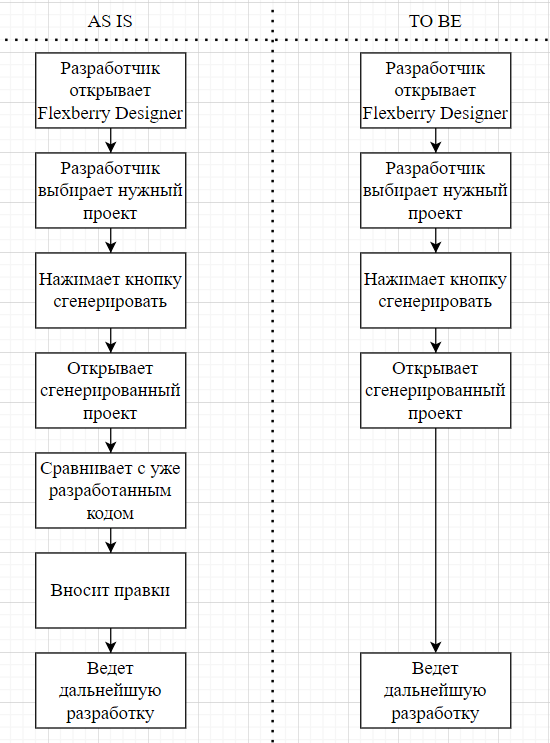 AS IS
Разработчик
открывает
Flexberry Designer
Разработчик
выбирает нужный
проект
Нажимает кнопку
сгенерировать
Открывает
сгенерированный
проект
Сравнивает с уже
разработанным
кодом
Вносит правки
Ведет
дальнейшую
разработку
TO BE
Разработчик
открывает
Flexberry Designer
Разработчик
выбирает нужный
проект
Нажимает кнопку
сгенерировать
Открывает
сгенерированный
проект
Ведет
дальнейшую
разработку